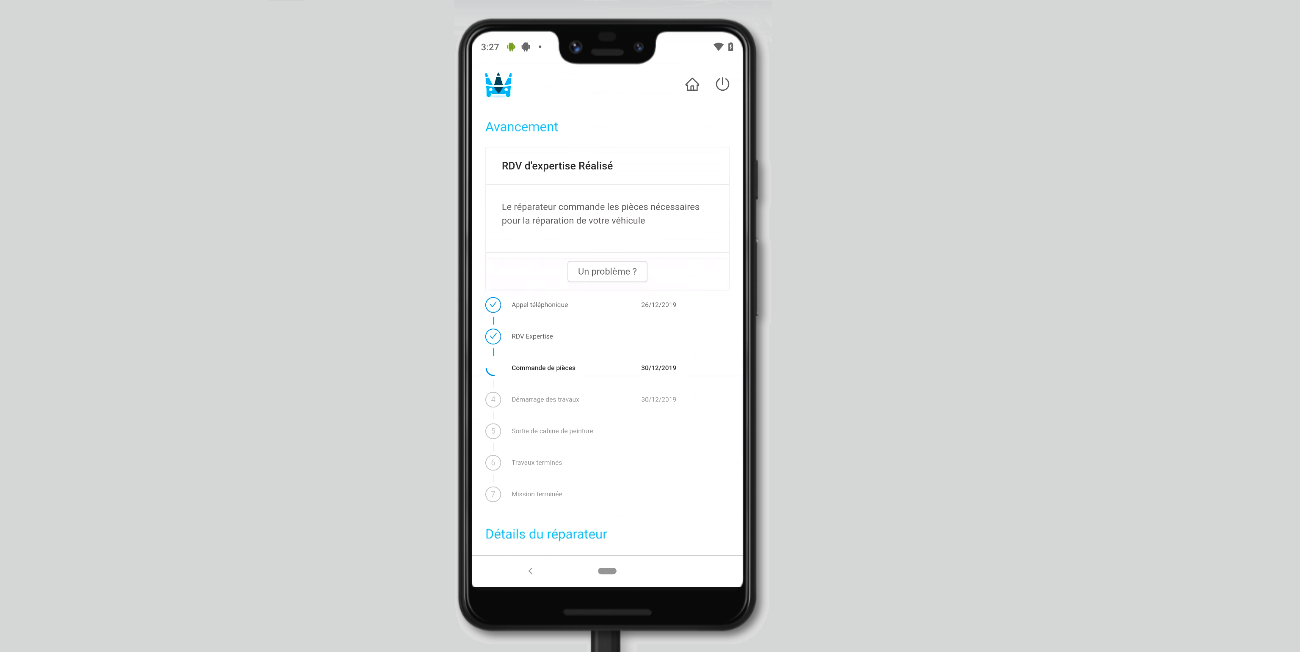 3:27
Avancement
RDV d'expertise Réalisé
Le réparateur commande les pièces nécessaires
pour la réparation de votre véhicule
Un problème ?
Appel téléphonique 26/12/2019
RDV Expertise
Commande de pièces 30/12/2019
4 Démarrage des travaux 30/12/2019
5 Sortie de cabine de peinture
6 Travaux terminés
7 Mission terminée
Détails du réparateur